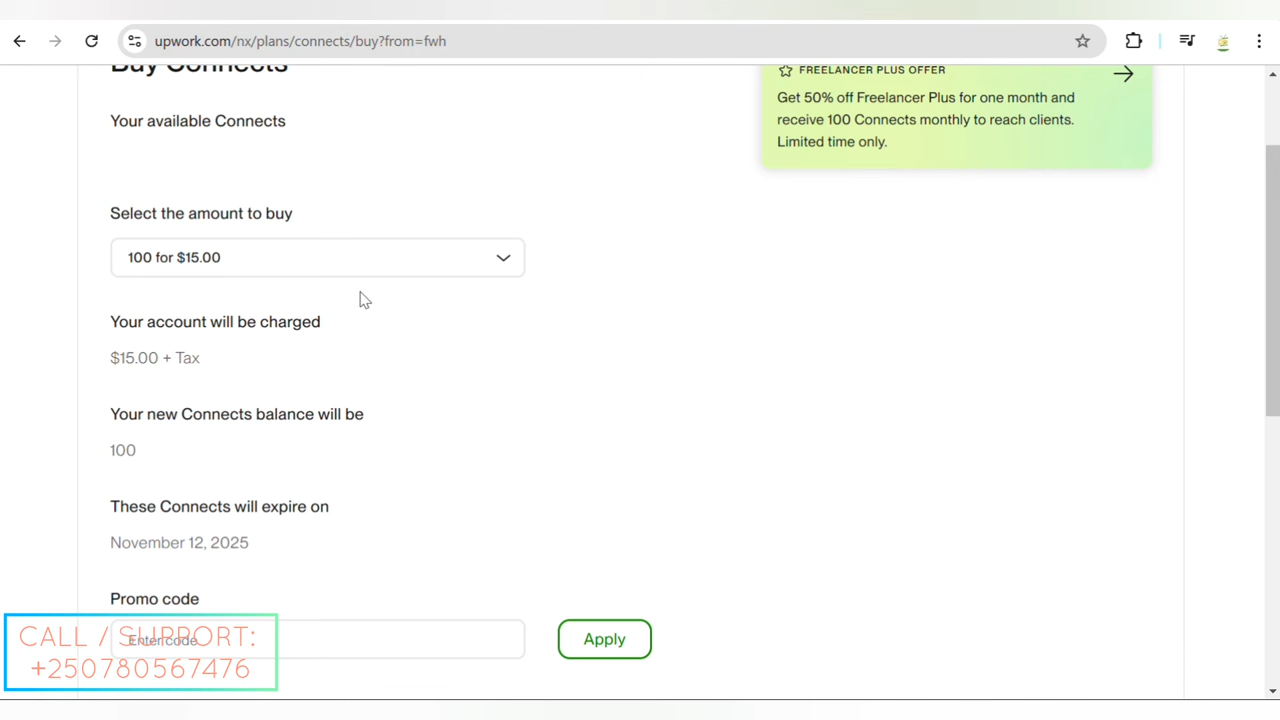 upwork.com/nx/plans/connects/buy?from=fwh
Buy Connects
FREELANCER PLUS OFFER
Get 50% off Freelancer Plus for one month and
receive 100 Connects monthly to reach clients.
Limited time only.
Your available Connects
Select the amount to buy
100 for $15.00
Your account will be charged
$15.00 + Tax
Your new Connects balance will be
100
These Connects will expire on
November 12, 2025
Promo code
Enter code
Apply
CALL / SUPPORT:
+250780567476